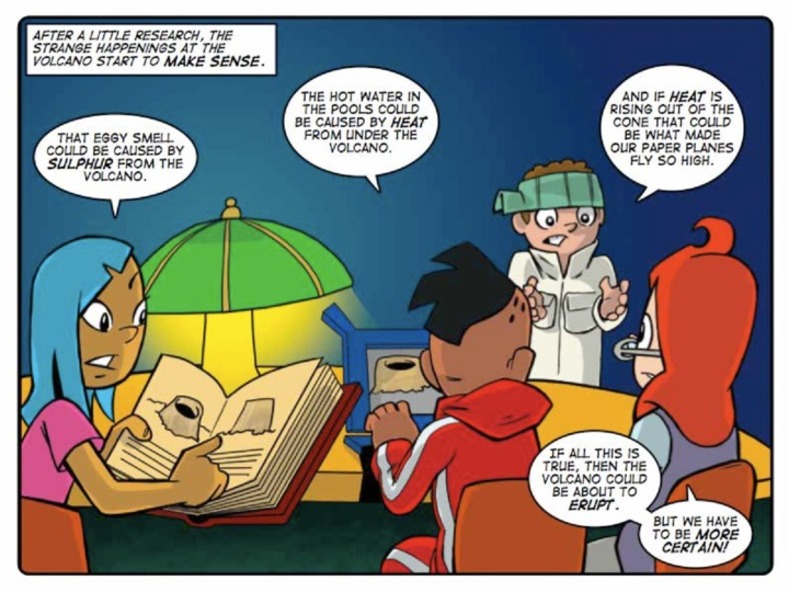 AFTER A LITTLE RESEARCH, THE
STRANGE HAPPENINGS AT THE
VOLCANO START TO MAKE SENSE.
THAT EGGY SMELL
COULD BE CAUSED BY
SULPHUR FROM THE
VOLCANO.
THE HOT WATER IN
THE POOLS COULD
BE CAUSED BY HEAT
FROM UNDER THE
VOLCANO.
AND IF HEAT IS
RISING OUT OF THE
CONE THAT COULD
BE WHAT MADE
OUR PAPER PLANES
FLY SO HIGH.
IF ALL THIS IS
TRUE, THEN THE
VOLCANO COULD
BE ABOUT TO
ERUPT.
BUT WE HAVE
TO BE MORE
CERTAIN!